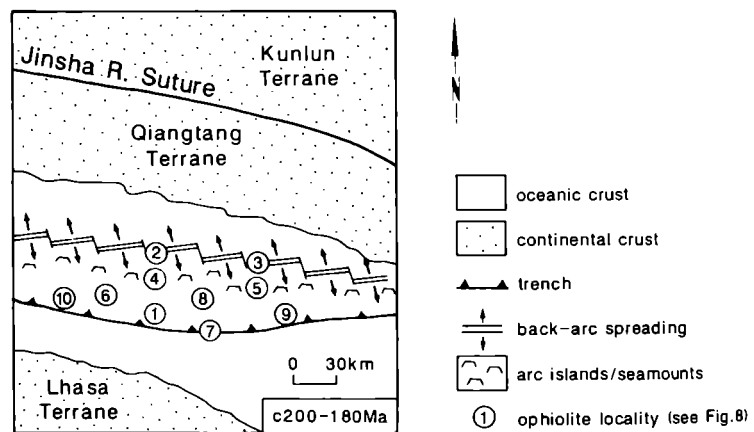 Kunlun
Terrane
Jinsha R. Suture
Qiangtang
Terrane
2
3
4
5
6
8
10
1
9
7
0 30km
Lhasa
Terrane
c200-180Ma
N
oceanic crust
continental crust
trench
back-arc spreading
arc islands/seamounts
1 ophiolite locality (see Fig.8)